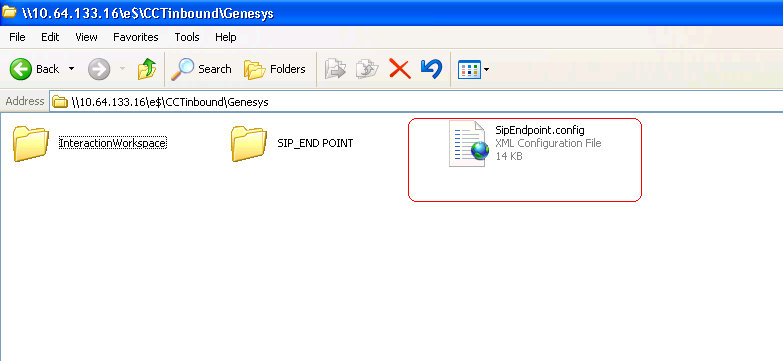 \\10.64.133.16\e$\CCTinbound\Genesys
File Edit View Favorites Tools Help
Back Search Folders
Address \\10.64.133.16\e$\CCTinbound\Genesys
InteractionWorkspace
SIP_END POINT
SipEndpoint.config
XML Configuration File
14 KB